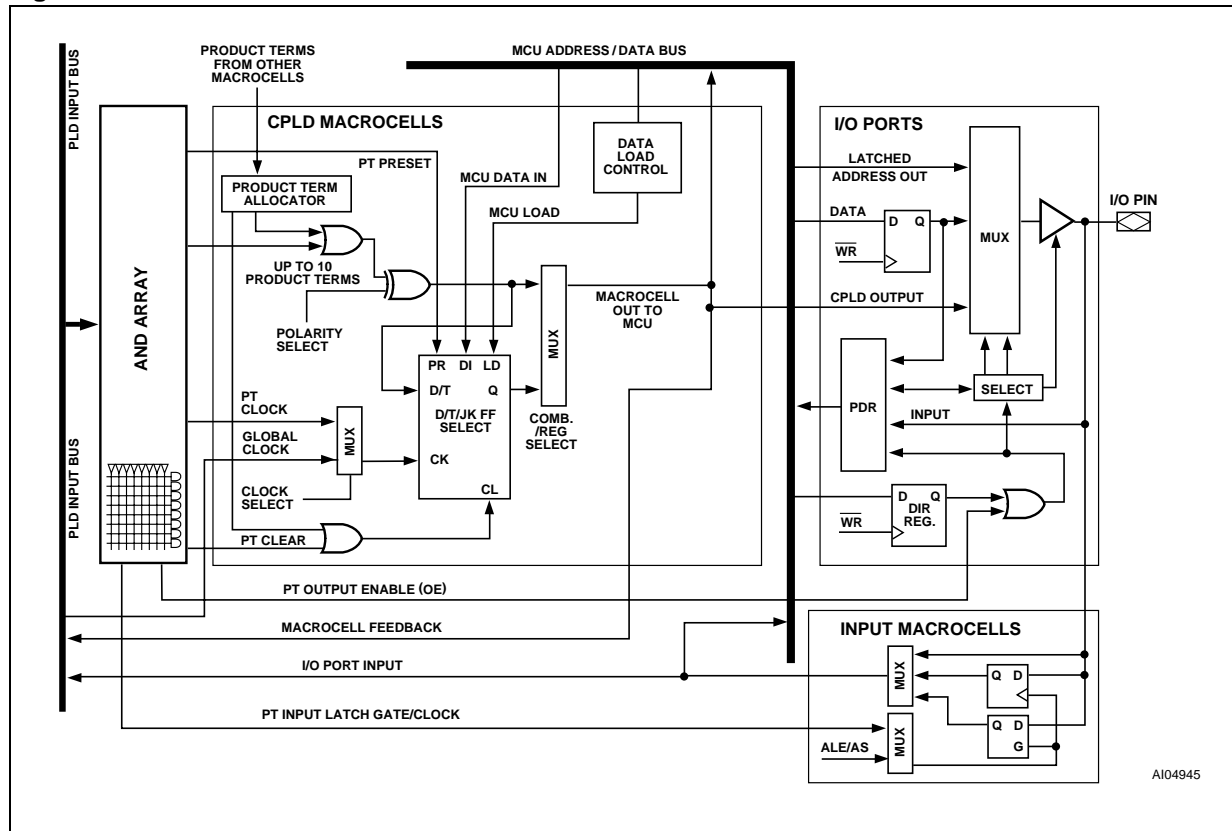 PRODUCT TERMS
FROM OTHER
MACROCELLS
MCU ADDRESS / DATA BUS
PLD INPUT BUS
CPLD MACROCELLS
I/O PORTS
DATA
LOAD
CONTROL
LATCHED
ADDRESS OUT
PT PRESET
MCU DATA IN
PRODUCT TERM
ALLOCATOR
MCU LOAD
DATA
D Q
WR
MUX
I/O PIN
AND ARRAY
UP TO 10
PRODUCT TERMS
POLARITY
SELECT
MUX
MACROCELL
OUT TO
MCU
CPLD OUTPUT
PR DI LD
D/T Q
D/T/JK FF
SELECT
CK
CL
COMB.
/REG
SELECT
PDR
SELECT
INPUT
PT
CLOCK
GLOBAL
CLOCK
MUX
CLOCK
SELECT
PLD INPUT BUS
D Q
DIR
REG.
WR
PT CLEAR
PT OUTPUT ENABLE (OE)
MACROCELL FEEDBACK
INPUT MACROCELLS
I/O PORT INPUT
MUX
Q D
PT INPUT LATCH GATE/CLOCK
Q D
G
MUX
ALE/AS
AI04945